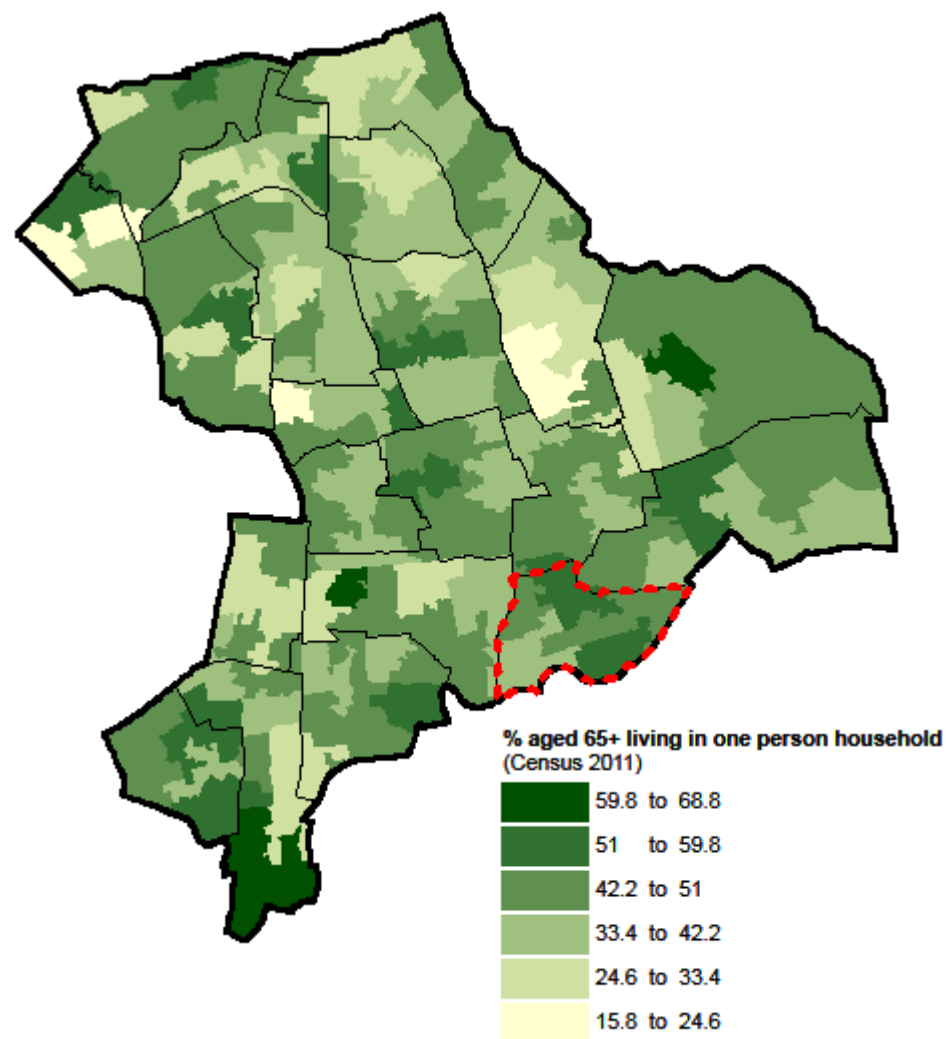 % aged 65+ living in one person household
(Census 2011)
59.8 to 68.8
51 to 59.8
42.2 to 51
33.4 to 42.2
24.6 to 33.4
15.8 to 24.6